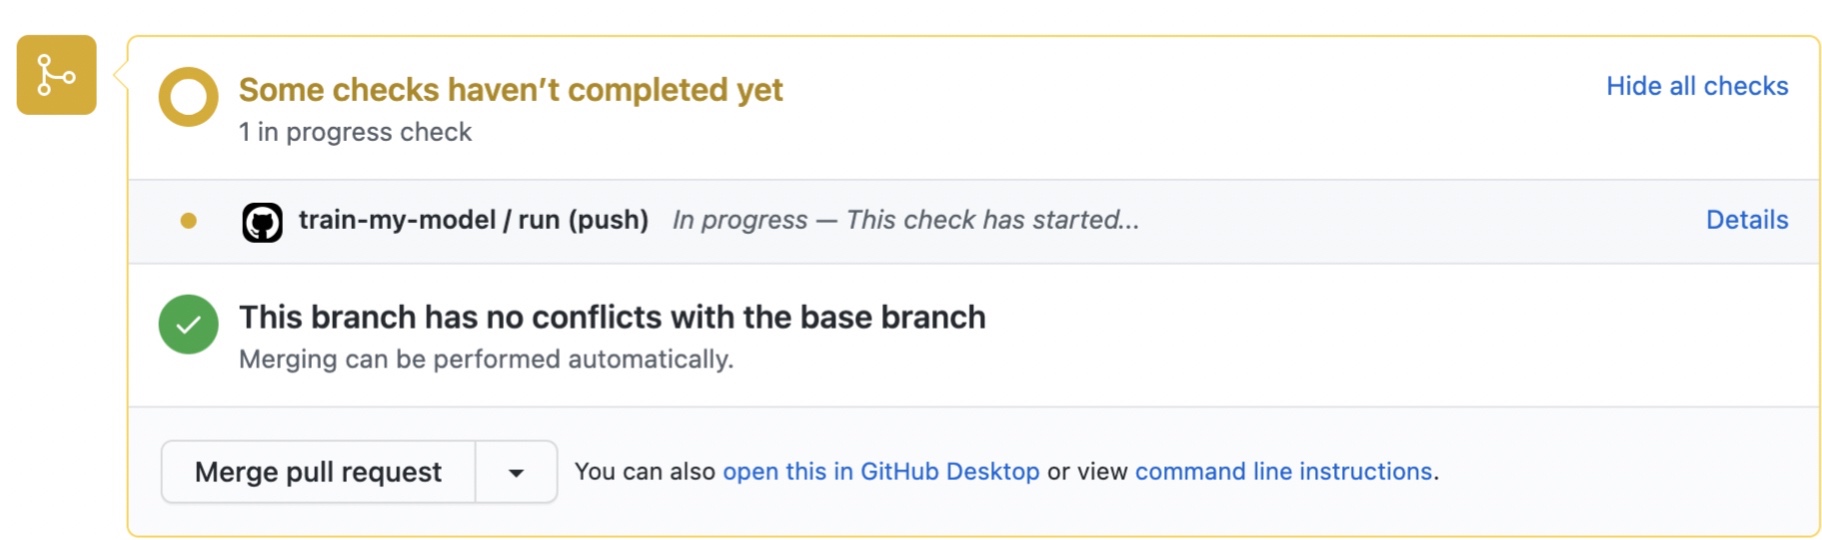 Some checks haven’t completed yet
Hide all checks
1 in progress check
train-my-model / run (push) In progress — This check has started...
Details
This branch has no conflicts with the base branch
Merging can be performed automatically.
Merge pull request
You can also open this in GitHub Desktop or view command line instructions.